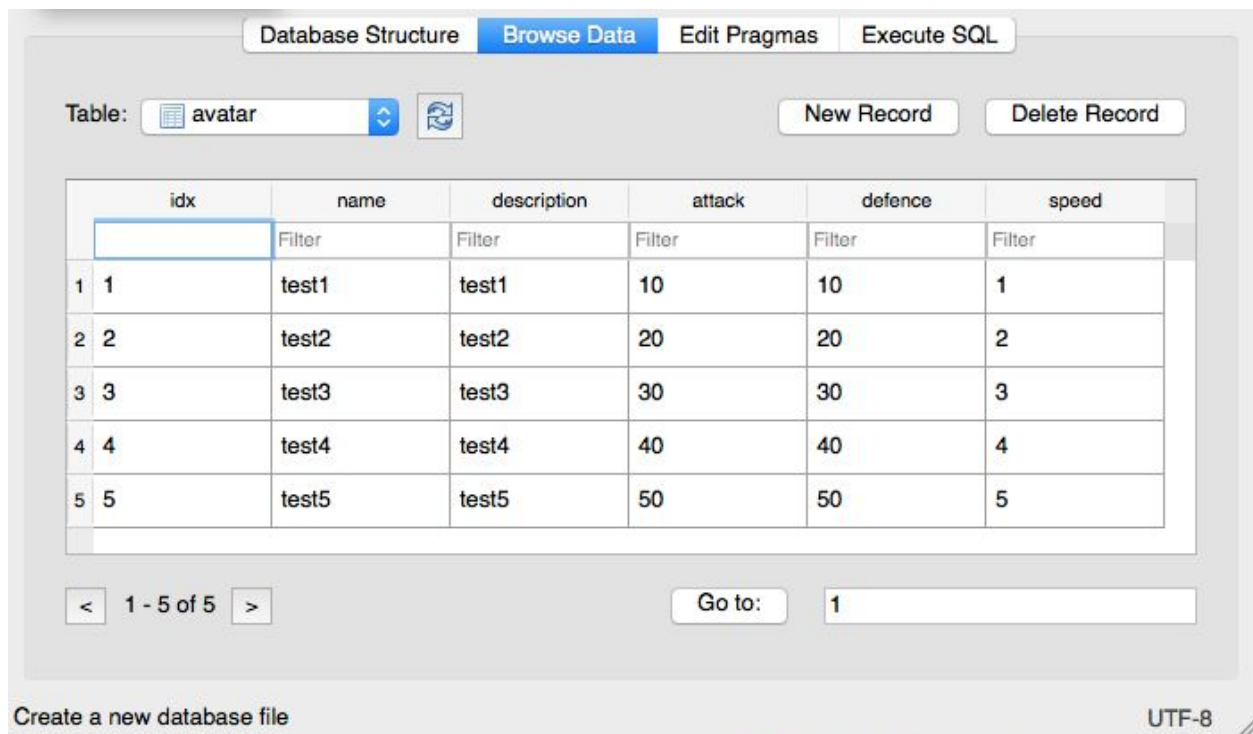 Database Structure Browse Data Edit Pragmas Execute SQL
Table: avatar New Record Delete Record
idx name description attack defence speed
Filter Filter Filter Filter Filter
1 1 test1 test1 10 10 1
2 2 test2 test2 20 20 2
3 3 test3 test3 30 30 3
4 4 test4 test4 40 40 4
5 5 test5 test5 50 50 5
< 1 - 5 of 5 > Go to: 1
Create a new database file UTF-8